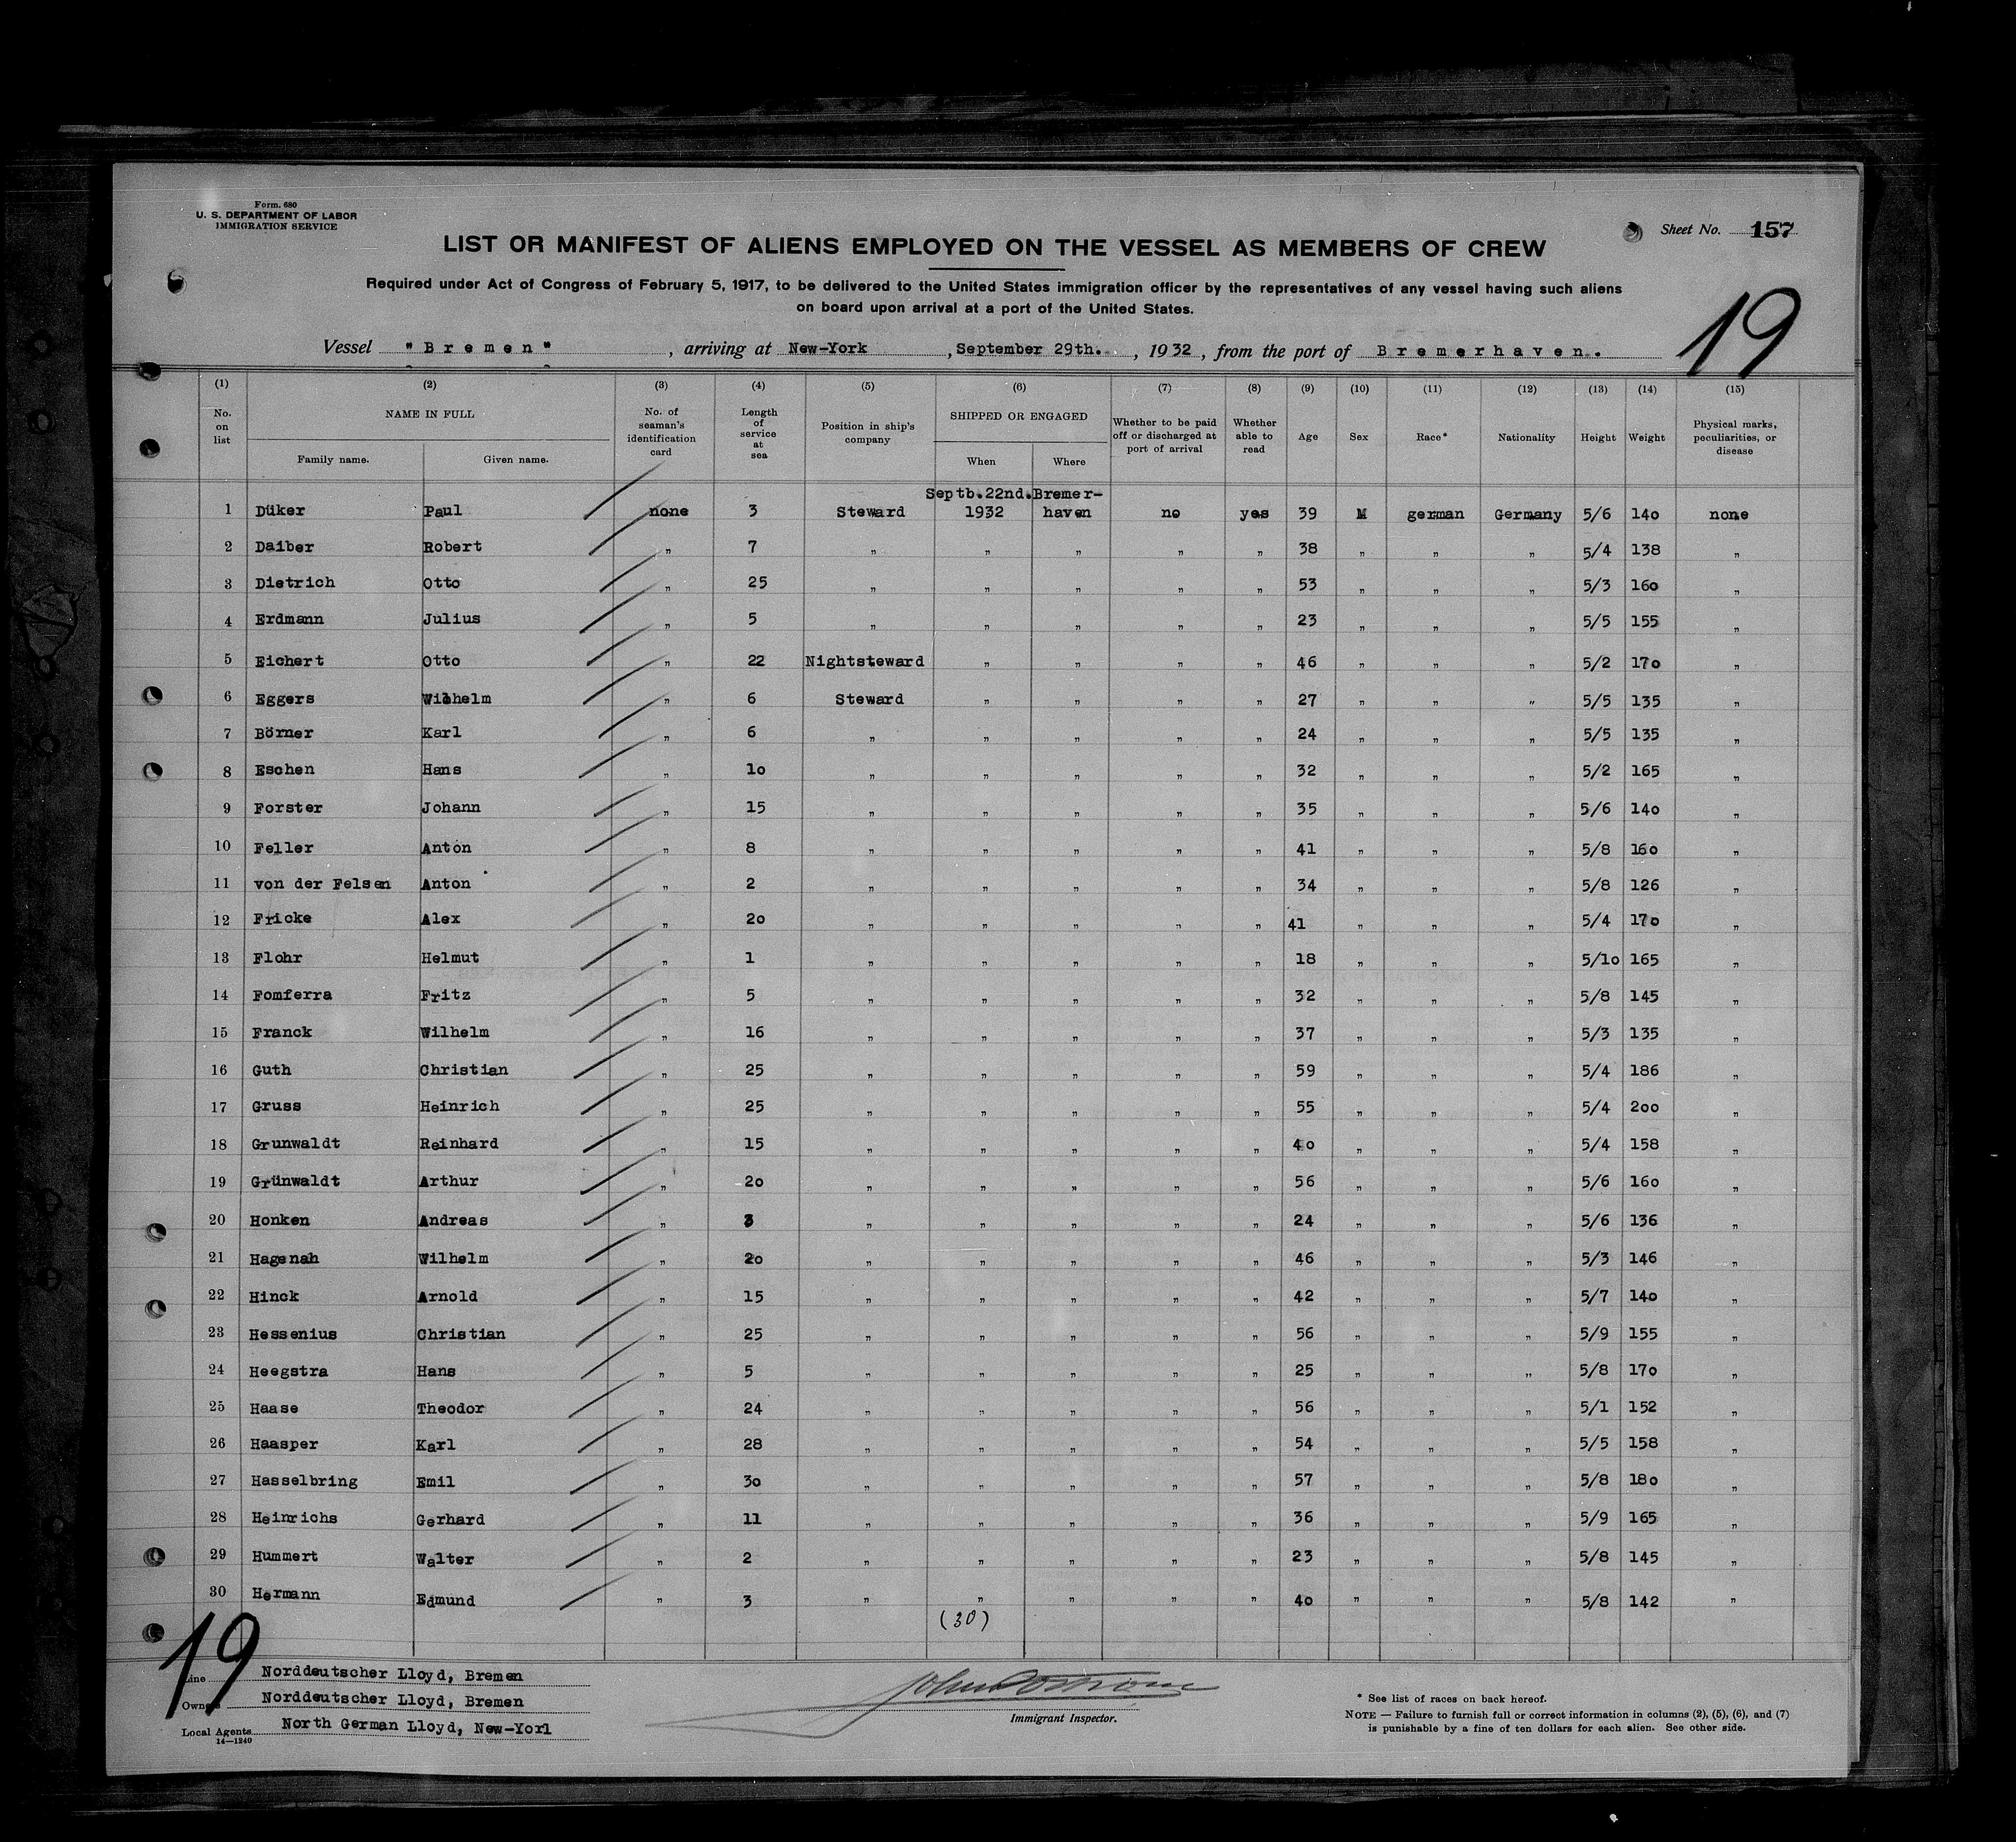 Form. 680
U. S. DEPARTMENT OF LABOR
IMMIGRATION SERVICE
Sheet No. 157
LIST OR MANIFEST OF ALIENS EMPLOYED ON THE VESSEL AS MEMBERS OF CREW
Required under Act of Congress of February 5, 1917, to be delivered to the United States immigration officer by the representatives of any vessel having such aliens
on board upon arrival at a port of the United States.
19
Vessel "Bremen", arriving at New-York, September 29th., 1932, from the port of Bremerhaven.
(1) (2) (3) (4) (5) (6) (7) (8) (9) (10) (11) (12) (13) (14) (15)
No. on list NAME IN FULL Family name. Given name. No. of seaman's identification card Length of service at sea Position in ship's company SHIPPED OR ENGAGED When Where Whether to be paid off or discharged at port of arrival Whether able to read Age Sex Race* Nationality Height Weight Physical marks, peculiarities, or disease
Septb.22nd. Bremer-
1 Düker Paul none 3 Steward 1932 haven no yes 39 M german Germany 5/6 140 none
2 Daiber Robert " 7 " " " " " 38 " " " 5/4 138 "
3 Dietrich Otto " 25 " " " " " 53 " " " 5/3 160 "
4 Erdmann Julius " 5 " " " " " 23 " " " 5/5 155 "
5 Eichert Otto " 22 Nightsteward " " " " 46 " " " 5/2 170 "
6 Eggers Wilhelm " 6 Steward " " " " 27 " " " 5/5 135 "
7 Börner Karl " 6 " " " " " 24 " " " 5/5 135 "
8 Eschen Hans " 10 " " " " " 32 " " " 5/2 165 "
9 Forster Johann " 15 " " " " " 35 " " " 5/6 140 "
10 Feller Anton " 8 " " " " " 41 " " " 5/8 160 "
11 von der Felsen Anton " 2 " " " " " 34 " " " 5/8 126 "
12 Fricke Alex " 20 " " " " " 41 " " " 5/4 170 "
13 Flohr Helmut " 1 " " " " " 18 " " " 5/10 165 "
14 Fomferra Fritz " 5 " " " " " 32 " " " 5/8 145 "
15 Franck Wilhelm " 16 " " " " " 37 " " " 5/3 135 "
16 Guth Christian " 25 " " " " " 59 " " " 5/4 186 "
17 Gruss Heinrich " 25 " " " " " 55 " " " 5/4 200 "
18 Grunwaldt Reinhard " 15 " " " " " 40 " " " 5/4 158 "
19 Grünwaldt Arthur " 20 " " " " " 56 " " " 5/6 160 "
20 Honken Andreas " 3 " " " " " 24 " " " 5/6 136 "
21 Hagenah Wilhelm " 20 " " " " " 46 " " " 5/3 146 "
22 Hinck Arnold " 15 " " " " " 42 " " " 5/7 140 "
23 Hessenius Christian " 25 " " " " " 56 " " " 5/9 155 "
24 Heegstra Hans " 5 " " " " " 25 " " " 5/8 170 "
25 Haase Theodor " 24 " " " " " 56 " " " 5/1 152 "
26 Haasper Karl " 28 " " " " " 54 " " " 5/5 158 "
27 Hasselbring Emil " 30 " " " " " 57 " " " 5/8 180 "
28 Heinrichs Gerhard " 11 " " " " " 36 " " " 5/9 165 "
29 Hummert Walter " 2 " " " " " 23 " " " 5/8 145 "
30 Hermann Edmund " 3 " " " " " 40 " " " 5/8 142 "
(30)
19
Line Norddeutscher Lloyd, Bremen
Owners Norddeutscher Lloyd, Bremen
Local Agents North German Lloyd, New-Yorl
14—1240
John
Immigrant Inspector.
* See list of races on back hereof.
NOTE — Failure to furnish full or correct information in columns (2), (5), (6), and (7)
is punishable by a fine of ten dollars for each alien. See other side.